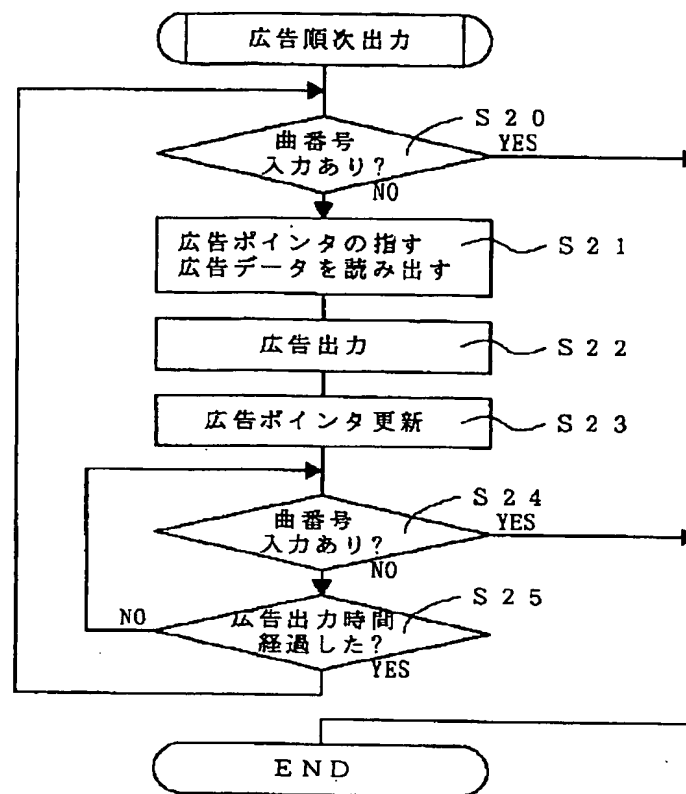 広告順次出力
S20
曲番号
入力あり?
YES
NO
広告ポインタの指す
広告データを読み出す
S21
広告出力
S22
広告ポインタ更新
S23
S24
曲番号
入力あり?
YES
NO
S25
広告出力時間
経過した?
NO
YES
END